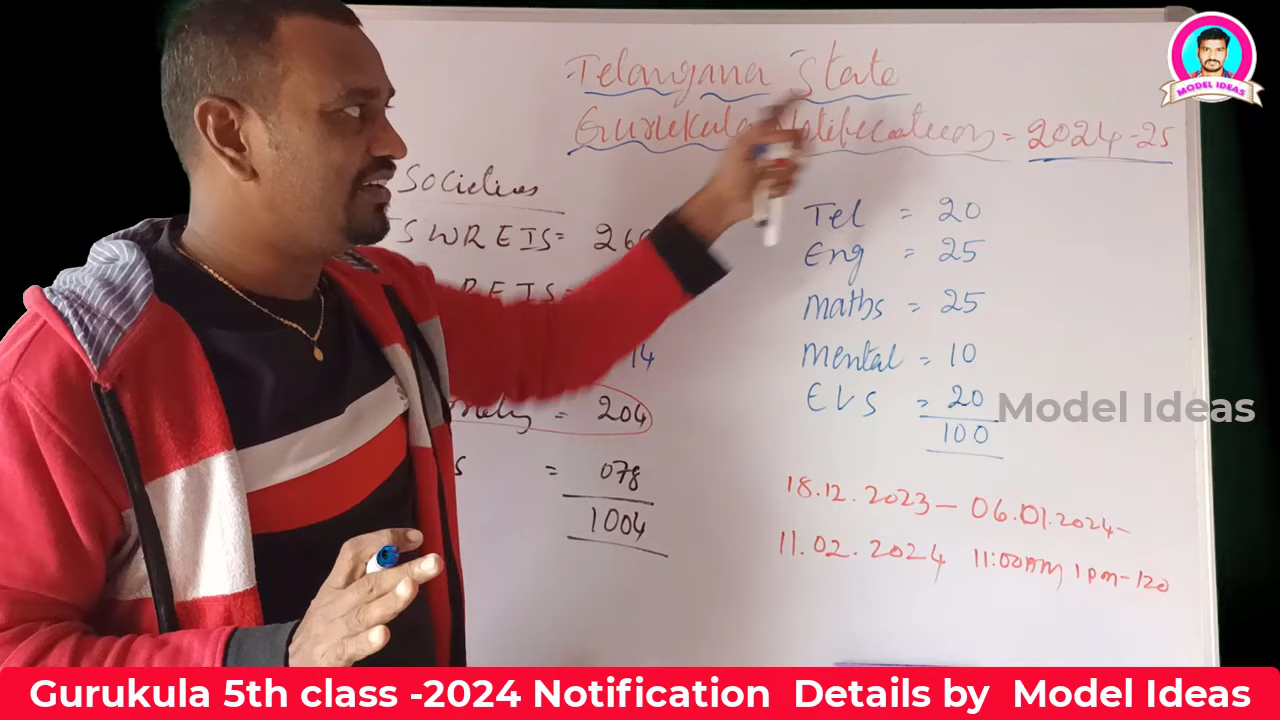 Telangana State
Gurukula Notification = 2024-25
MODEL IDEAS
Societies
TSWREIS= 26
REIS=
14
= 204
s = 078
1004
Tel = 20
Eng = 25
maths = 25
mental = 10
EVS = 20
100
Model Ideas
18.12.2023 - 06.01.2024-
11.02.2024 11:00AM 1pm-120
Gurukula 5th class -2024 Notification Details by Model Ideas